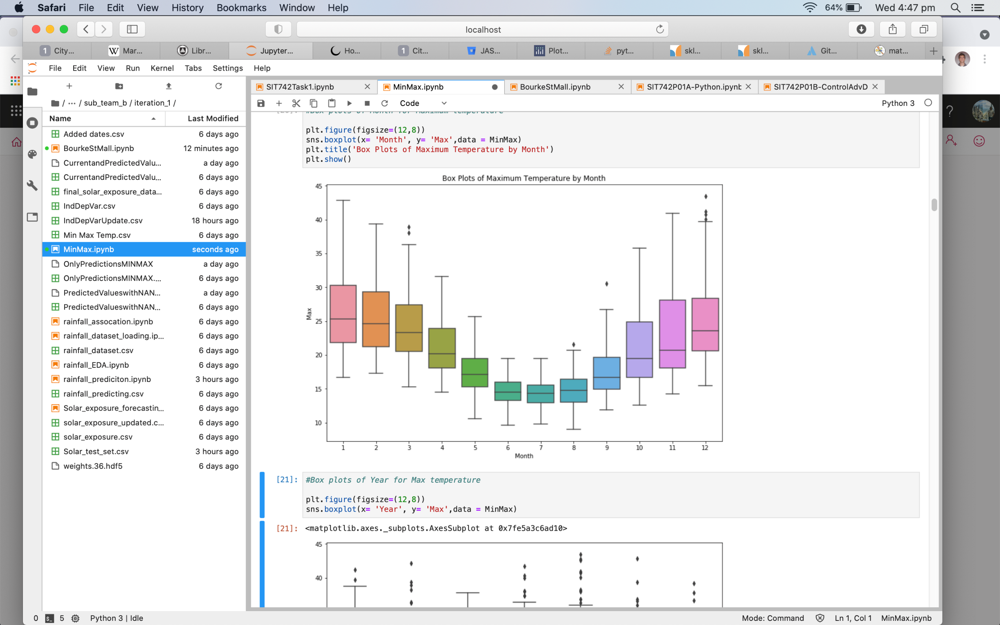 Safari File Edit View History Bookmarks Window Help 64% Wed 4:47 pm
localhost
1 City... W Mar... Libr... Jupyter... Ho... 1 Cit... JAS... Plot... pyt... skl... skl... Git... mat...
File Edit View Run Kernel Tabs Settings Help
SIT742Task1.ipynb MinMax.ipynb BourkeStMall.ipynb SIT742P01A-Python.ipynb SIT742P01B-ControlAdvD
/ ... / sub_team_b / iteration_1 /
Code Python 3
Name Last Modified
Added dates.csv 6 days ago
BourkeStMall.ipynb 12 minutes ago
CurrentandPredictedValu... a day ago
CurrentandPredictedValu... 6 days ago
final_solar_exposure_data... 6 days ago
IndDepVar.csv 6 days ago
IndDepVarUpdate.csv 18 hours ago
Min Max Temp.csv 6 days ago
MinMax.ipynb seconds ago
OnlyPredictionsMINMAX a day ago
OnlyPredictionsMINMAX.... 6 days ago
PredictedValueswithNAN... a day ago
PredictedValueswithNAN... 6 days ago
rainfall_assocation.ipynb 6 days ago
rainfall_dataset_loading.ip... 6 days ago
rainfall_dataset.csv 6 days ago
rainfall_EDA.ipynb 6 days ago
rainfall_prediciton.ipynb 3 hours ago
rainfall_predicting.csv 6 days ago
Solar_exposure_forecastin... 6 days ago
solar_exposure_updated.c... 6 days ago
solar_exposure.csv 6 days ago
Solar_test_set.csv 3 hours ago
weights.36.hdf5 6 days ago
#Box plots of Month for Maximum temperature
plt.figure(figsize=(12,8))
sns.boxplot(x= 'Month', y= 'Max',data = MinMax)
plt.title('Box Plots of Maximum Temperature by Month')
plt.show()
Box Plots of Maximum Temperature by Month
45
40
35
30
25
20
15
10
Max
1 2 3 4 5 6 7 8 9 10 11 12
Month
[21]: #Box plots of Year for Max temperature
plt.figure(figsize=(12,8))
sns.boxplot(x= 'Year', y= 'Max',data = MinMax)
[21]: <matplotlib.axes._subplots.AxesSubplot at 0x7fe5a3c6ad10>
45
40
0 $_ 5 Python 3 | Idle Mode: Command Ln 1, Col 1 MinMax.ipynb